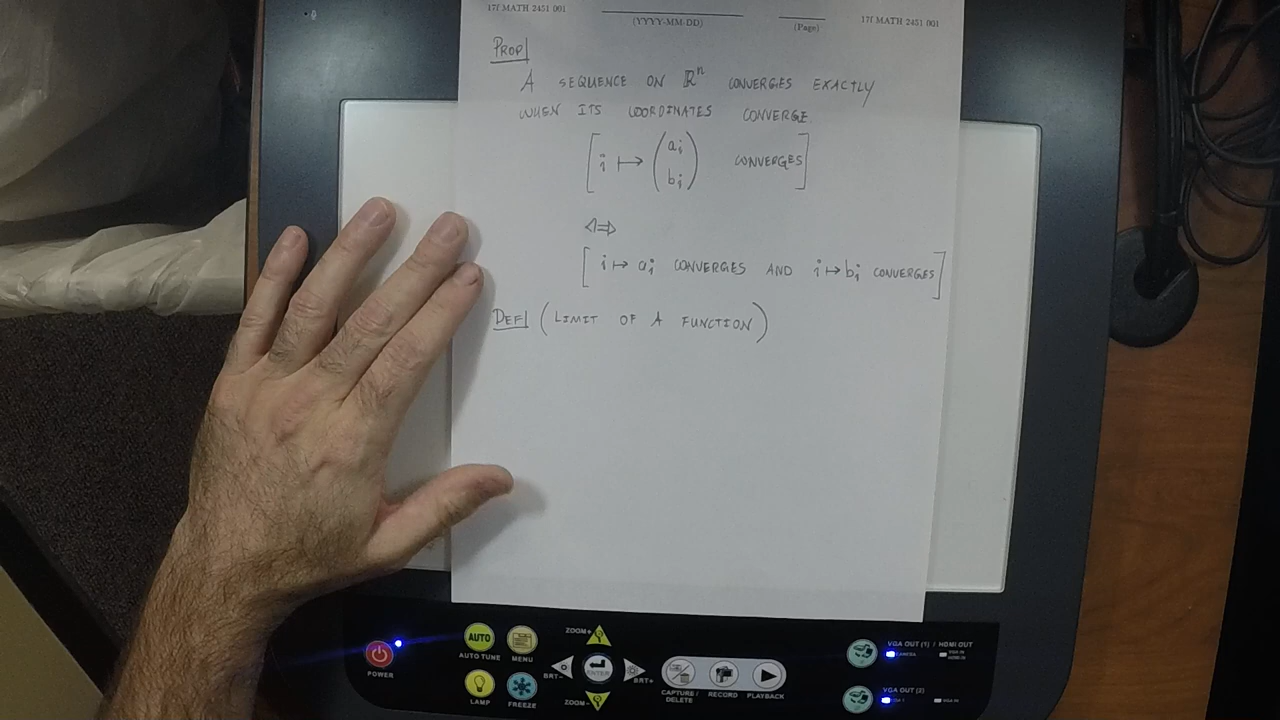 17f MATH 2451 001
(YYYY-MM-DD)
(Page)
17f MATH 2451 001
PROP
A SEQUENCE ON ℝⁿ CONVERGES EXACTLY
WHEN ITS COORDINATES CONVERGE
[i ↦ (aᵢ bᵢ) CONVERGES]
⇔
[i ↦ aᵢ CONVERGES AND i ↦ bᵢ CONVERGES]
DEF (LIMIT OF A FUNCTION)
POWER
AUTO
AUTO TUNE
MENU
LAMP
FREEZE
ZOOM+
BRT-
ENTER
BRT+
ZOOM-
CAPTURE / DELETE
RECORD
PLAYBACK
VGA OUT (1) / HDMI OUT
CAMERA
VGA OUT (2)